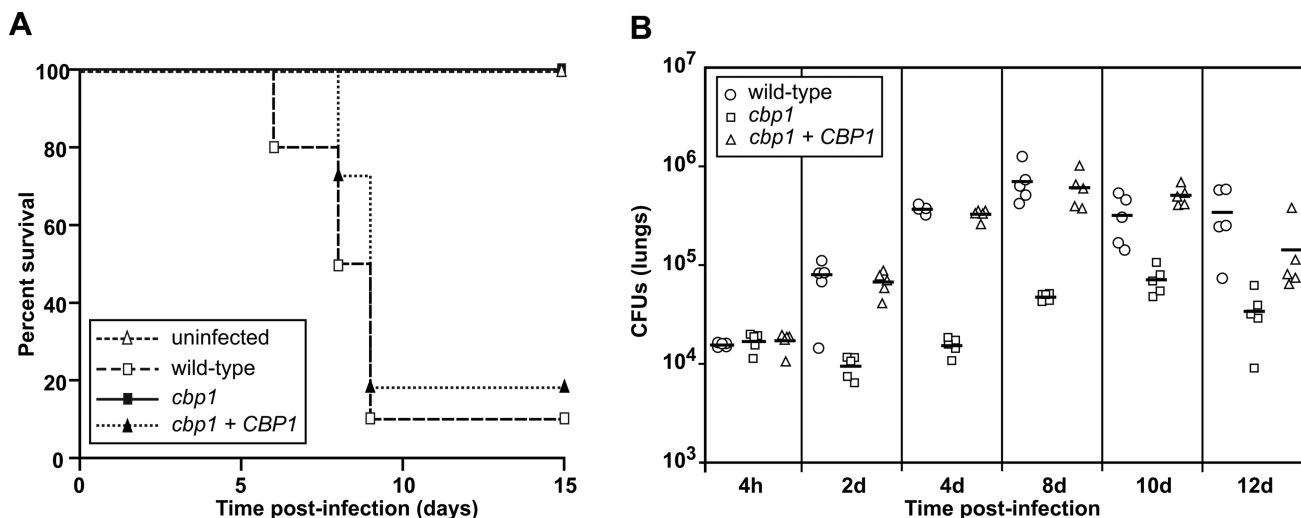 A
Percent survival
100
80
60
40
20
0
uninfected
wild-type
cbp1
cbp1 + CBP1
0 5 10 15
Time post-infection (days)
B
CFUs (lungs)
10^7
10^6
10^5
10^4
10^3
wild-type
cbp1
cbp1 + CBP1
4h 2d 4d 8d 10d 12d
Time post-infection